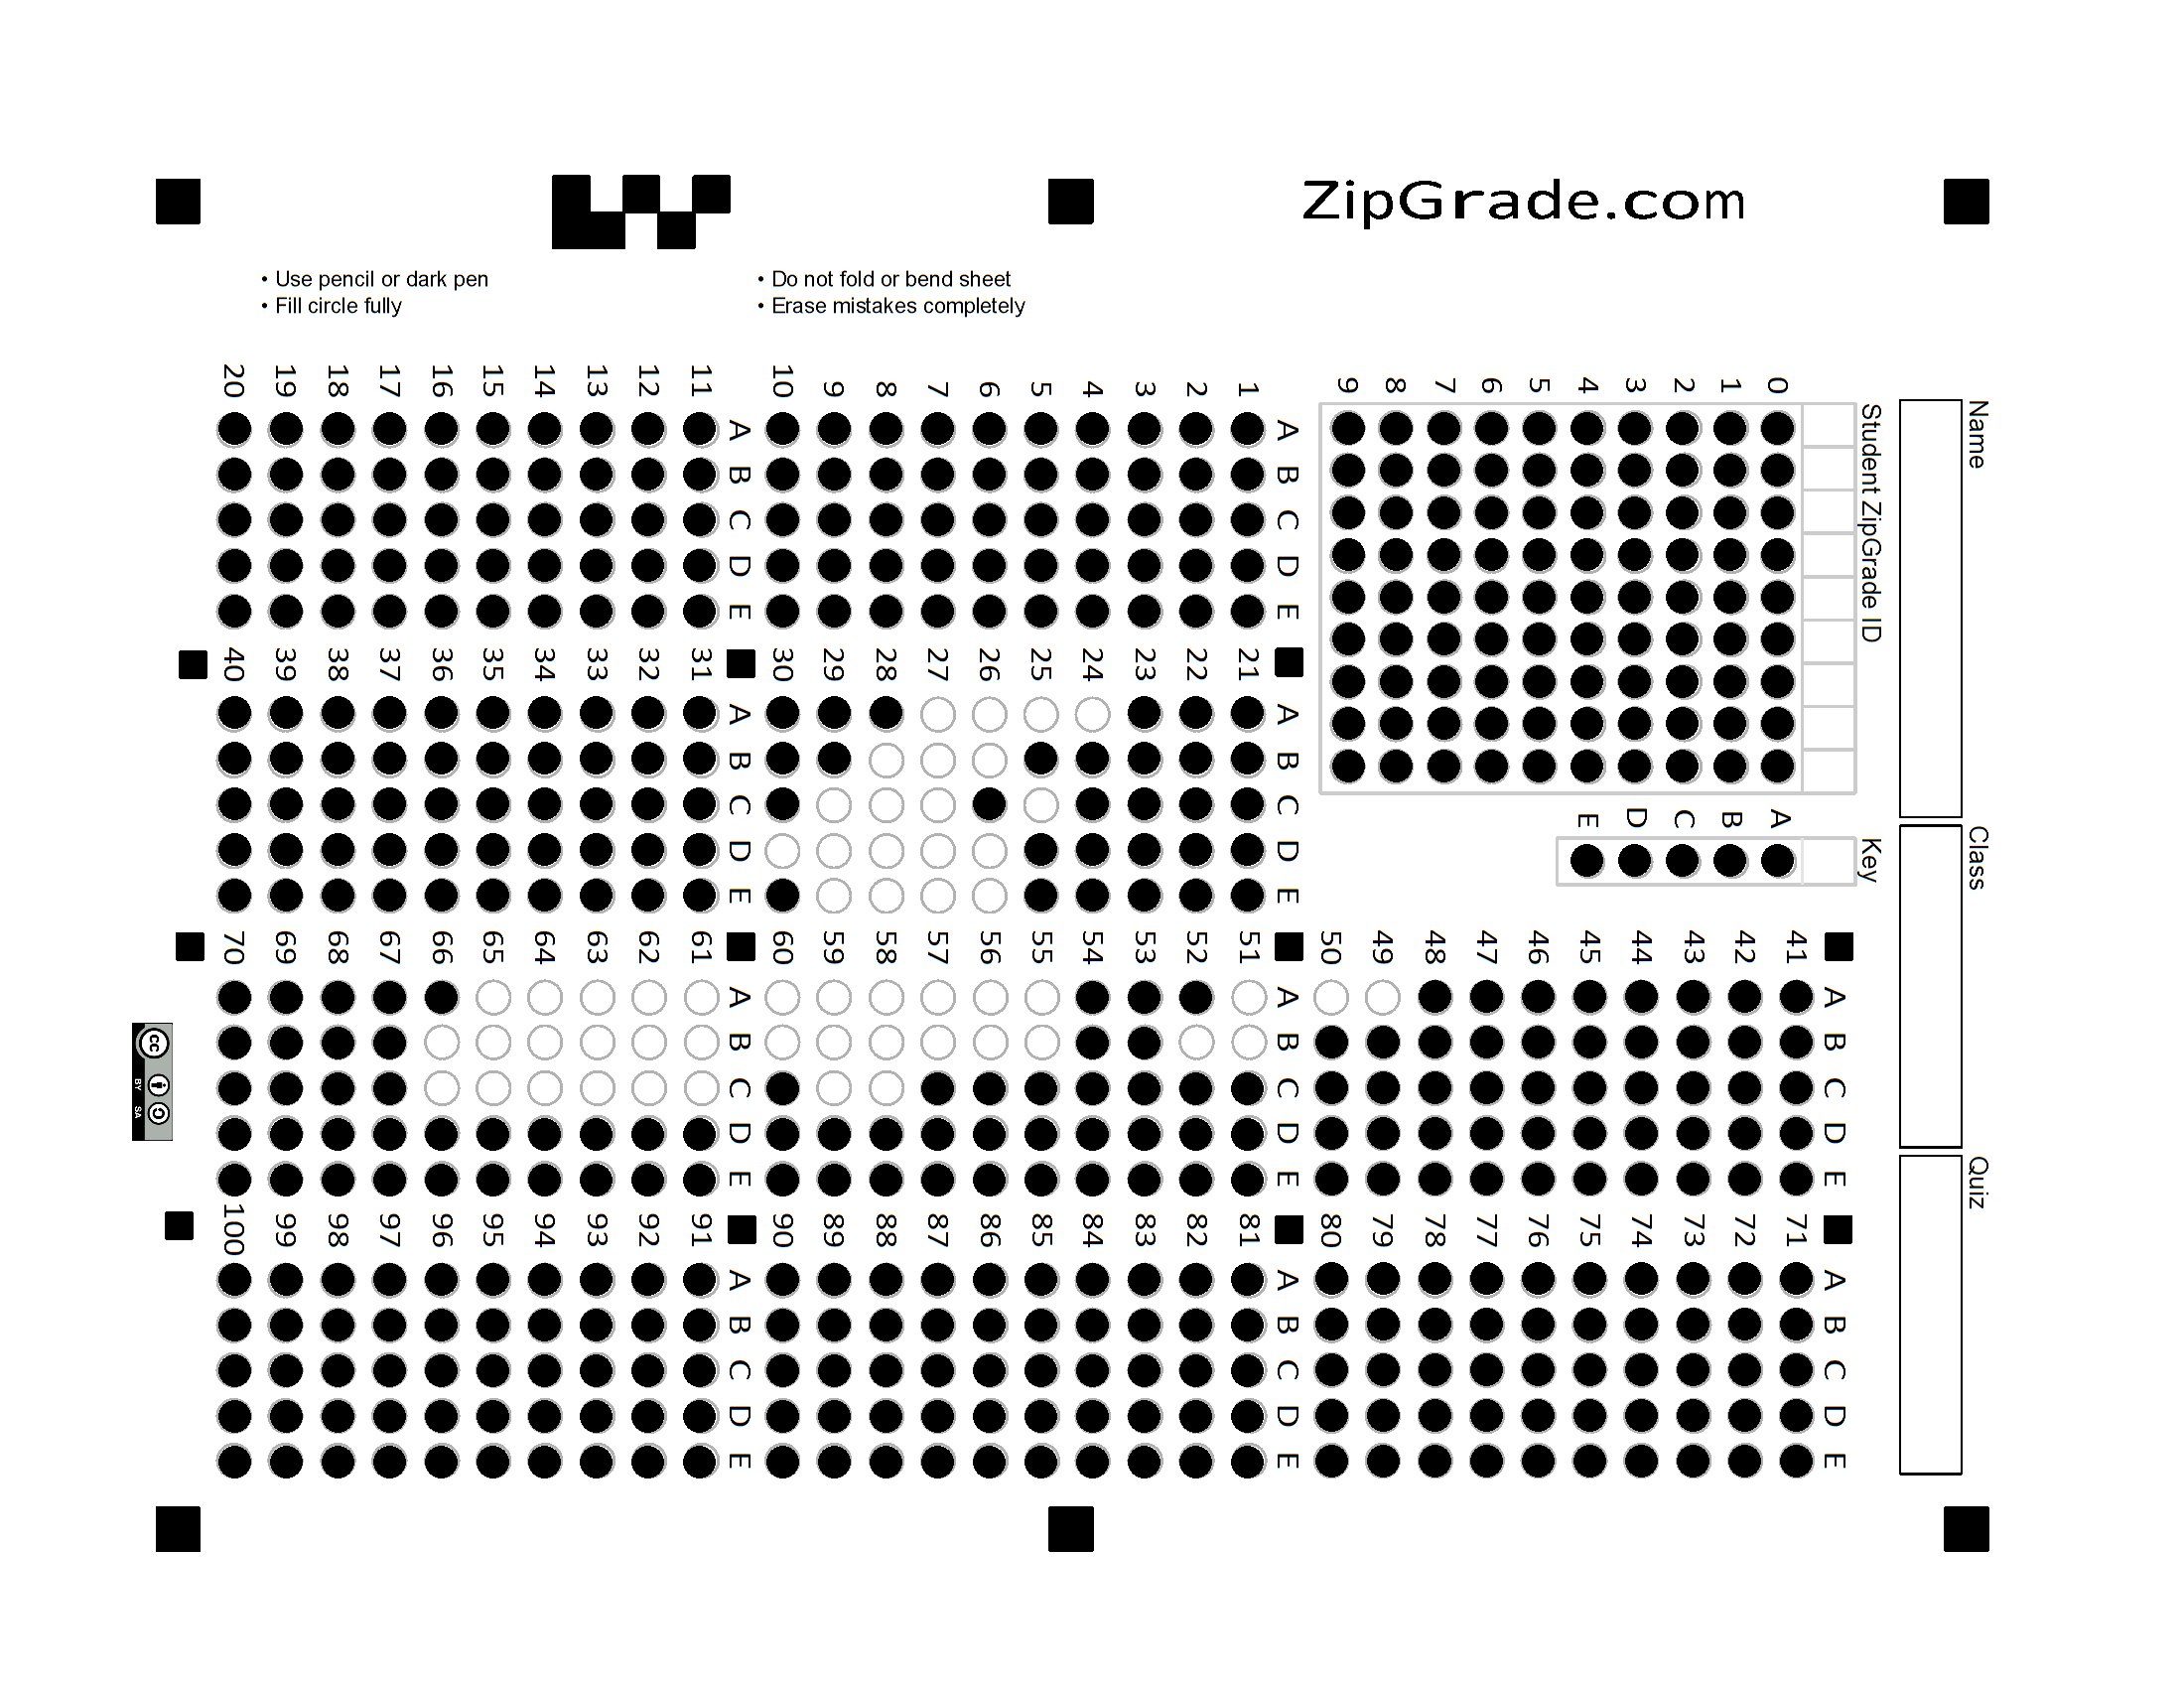 ZipGrade.com
• Use pencil or dark pen
• Fill circle fully
• Do not fold or bend sheet
• Erase mistakes completely
Name
Class
Quiz
Student ZipGrade ID
0 1 2 3 4 5 6 7 8 9
Key
A B C D E
A B C D E
1 2 3 4 5 6 7 8 9 10
A B C D E
11 12 13 14 15 16 17 18 19 20
A B C D E
21 22 23 24 25 26 27 28 29 30
A B C D E
31 32 33 34 35 36 37 38 39 40
A B C D E
41 42 43 44 45 46 47 48 49 50
A B C D E
51 52 53 54 55 56 57 58 59 60
A B C D E
61 62 63 64 65 66 67 68 69 70
A B C D E
71 72 73 74 75 76 77 78 79 80
A B C D E
81 82 83 84 85 86 87 88 89 90
A B C D E
91 92 93 94 95 96 97 98 99 100
cc
BY SA